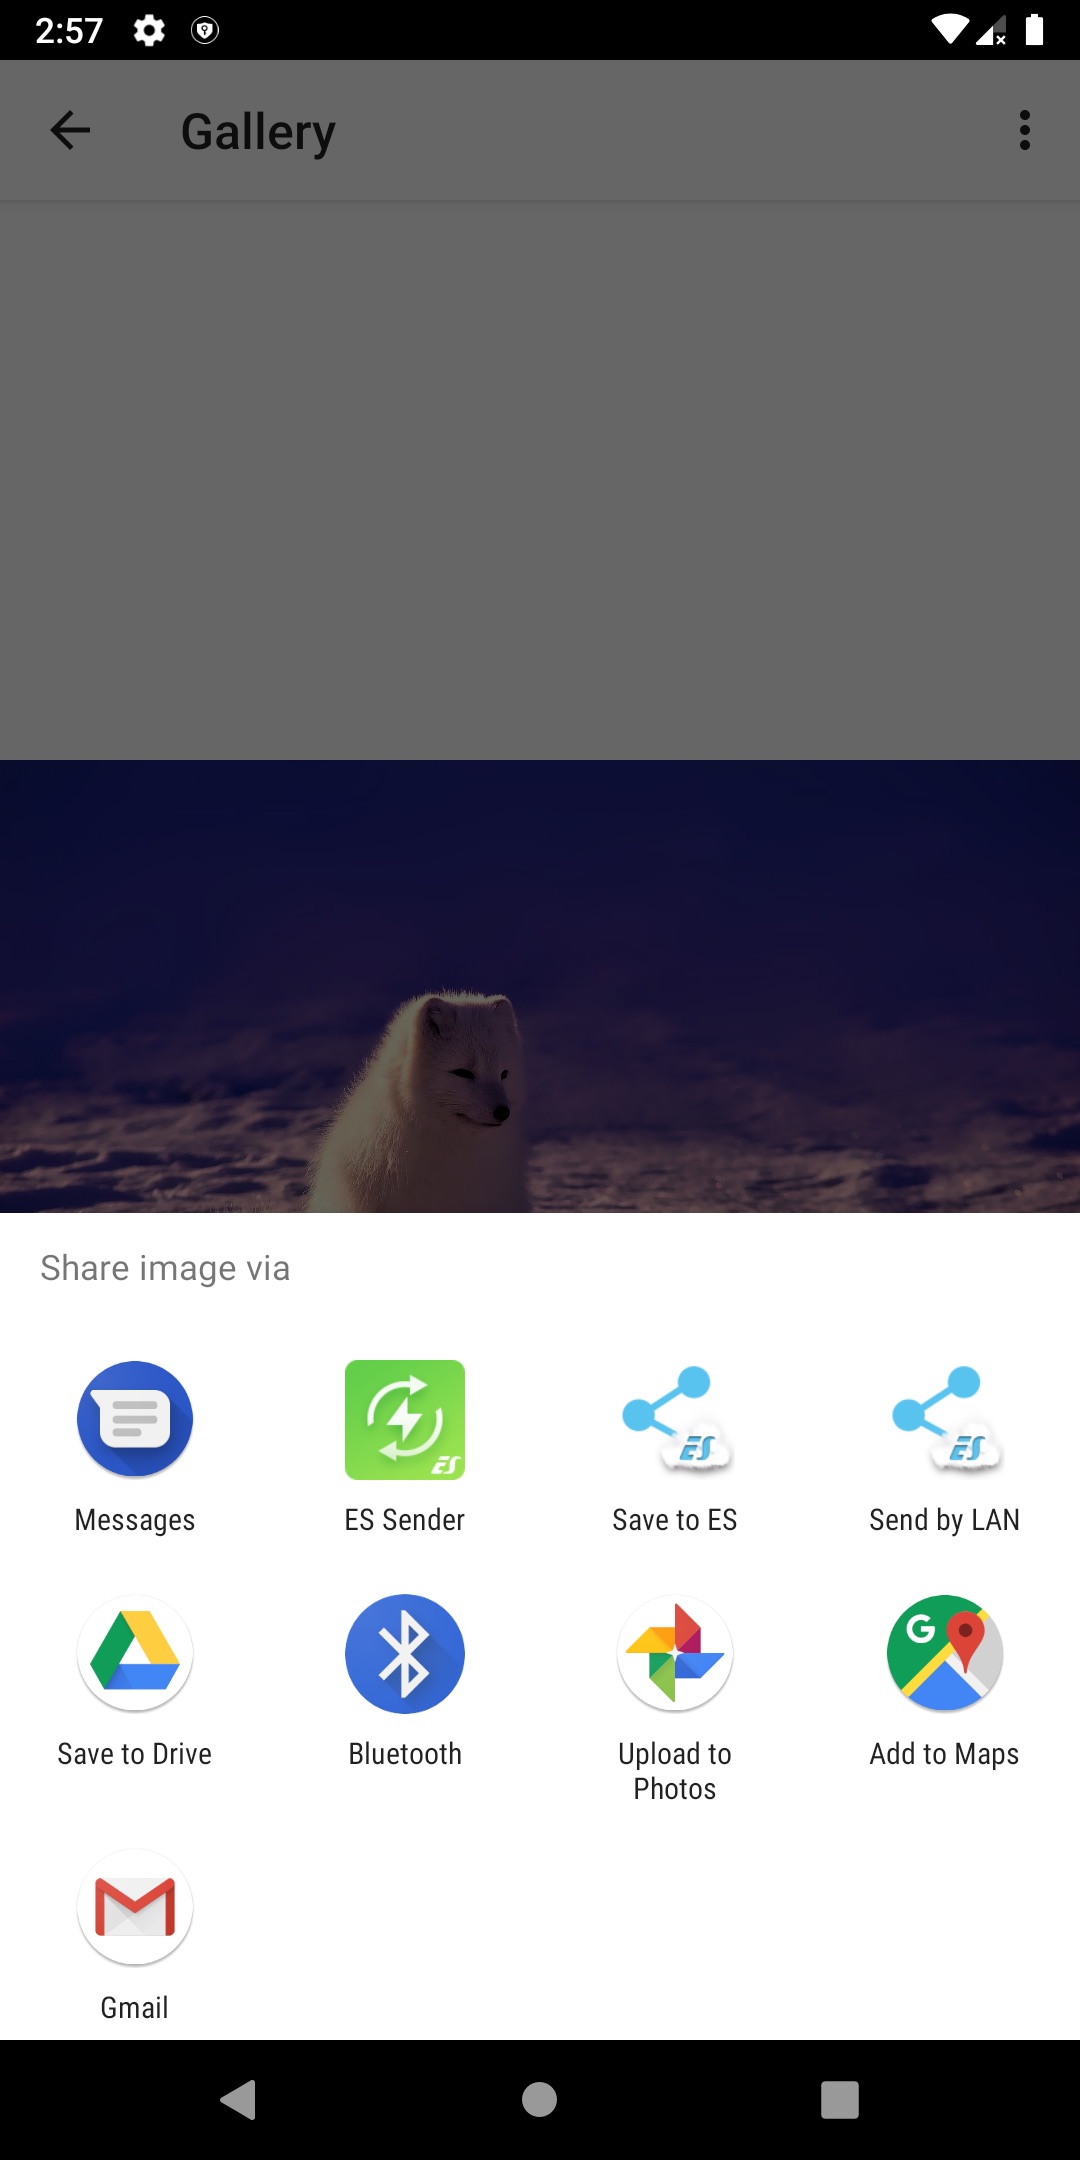 2:57
Gallery
Share image via
Messages
ES Sender
Save to ES
Send by LAN
Save to Drive
Bluetooth
Upload to
Photos
Add to Maps
Gmail